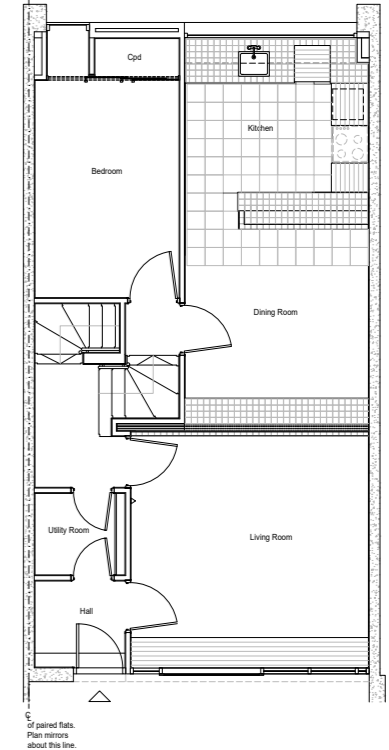 Cpd
Kitchen
Bedroom
Dining Room
Living Room
Utility Room
Hall
℄
of paired flats.
Plan mirrors
about this line.